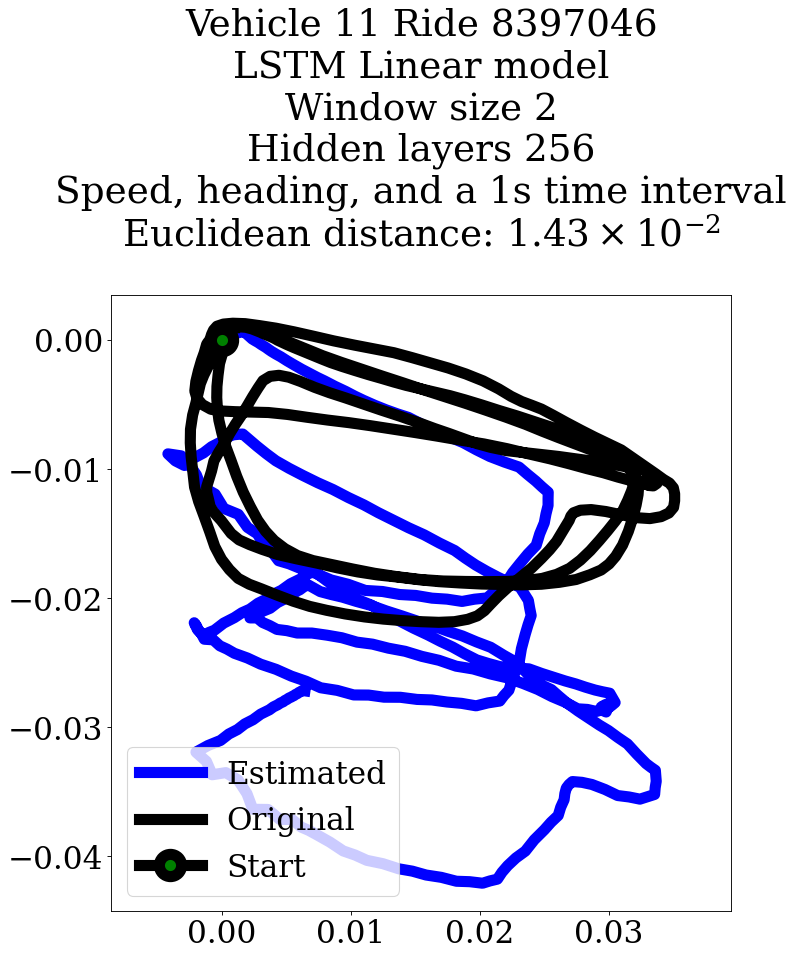 Vehicle 11 Ride 8397046
LSTM Linear model
Window size 2
Hidden layers 256
Speed, heading, and a 1s time interval
Euclidean distance: 1.43 × 10⁻²
0.00
−0.01
−0.02
−0.03
−0.04
Estimated
Original
Start
0.00 0.01 0.02 0.03